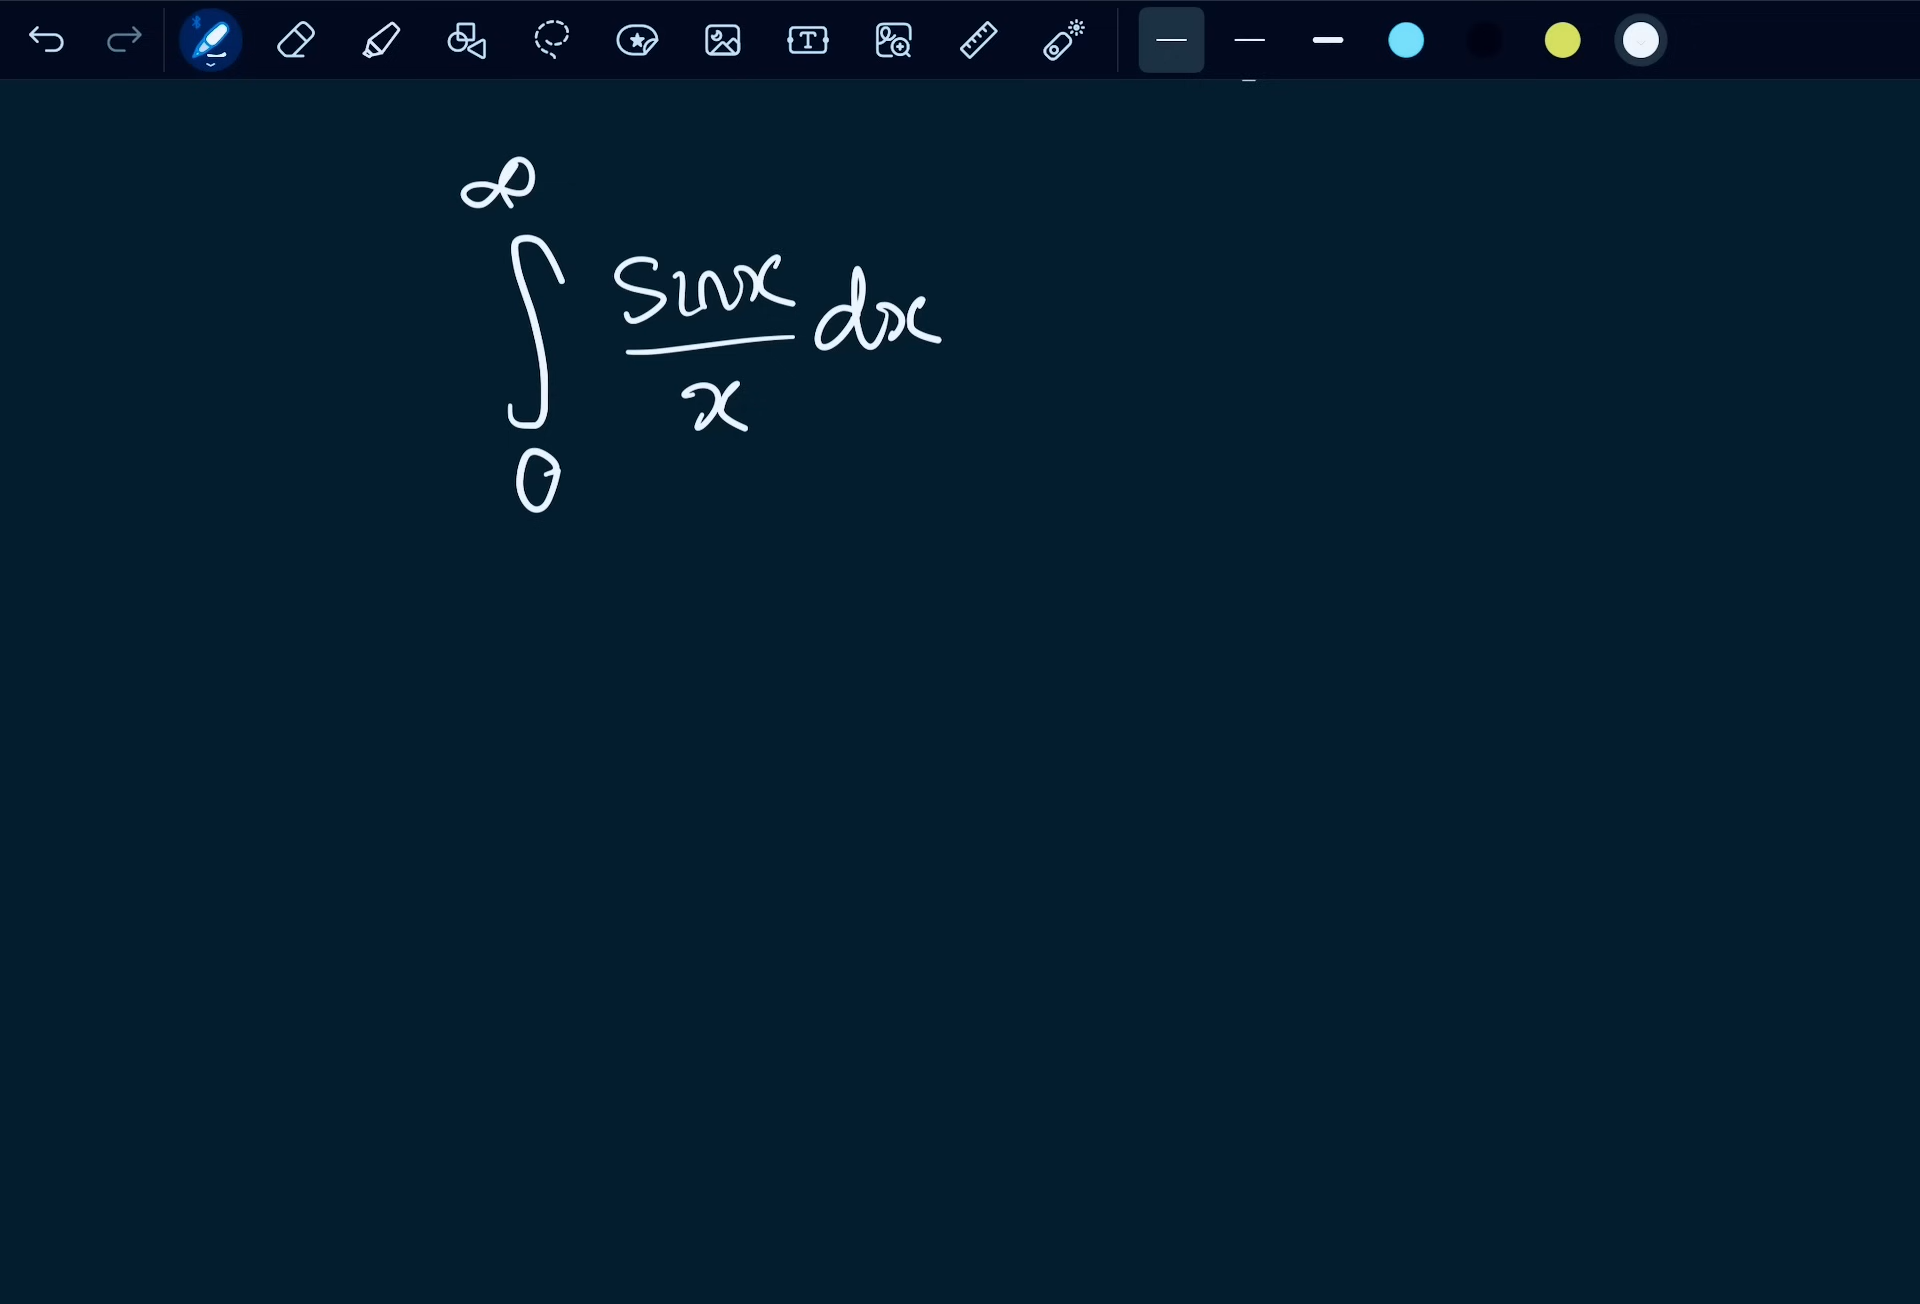 ∞
∫ sinx/x dx
0